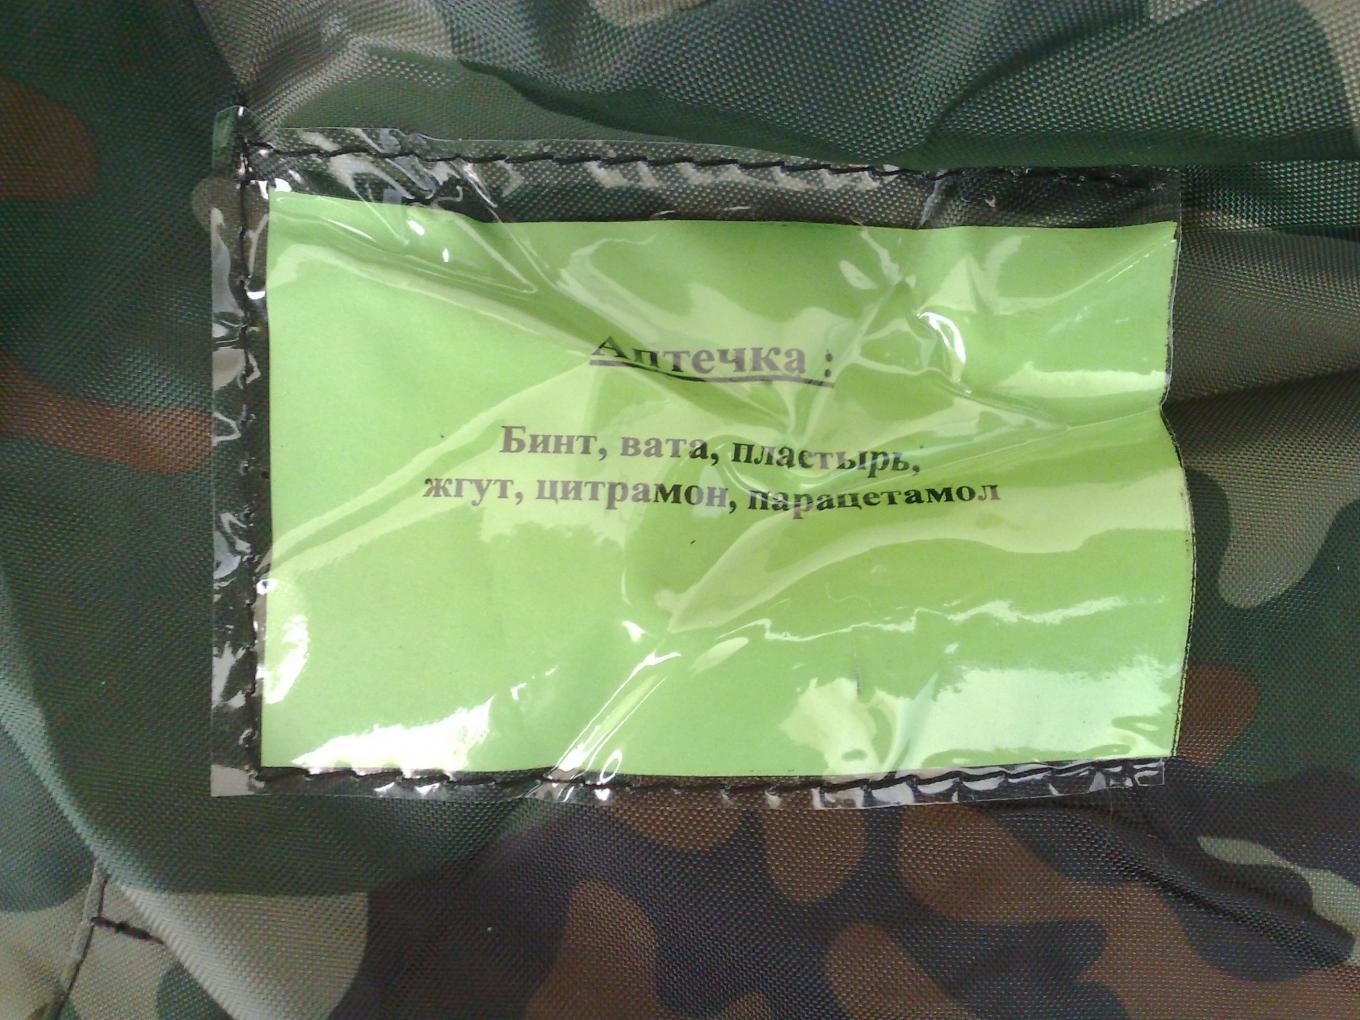 Аптечка :
Бинт, вата, пластырь,
жгут, цитрамон, парацетамол